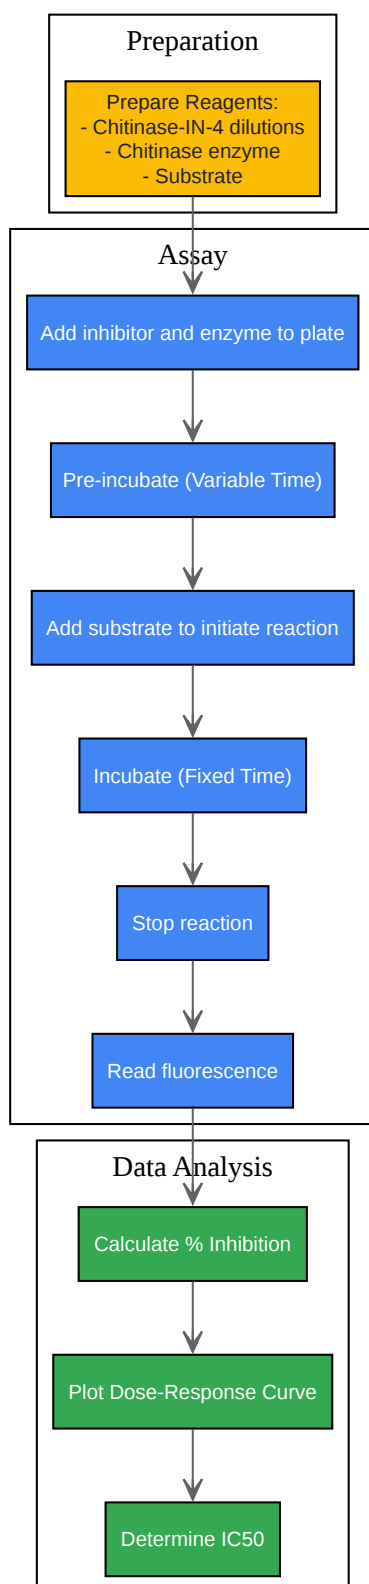 Preparation
Prepare Reagents:
- Chitinase-IN-4 dilutions
- Chitinase enzyme
- Substrate
Assay
Add inhibitor and enzyme to plate
Pre-incubate (Variable Time)
Add substrate to initiate reaction
Incubate (Fixed Time)
Stop reaction
Read fluorescence
Data Analysis
Calculate % Inhibition
Plot Dose-Response Curve
Determine IC50